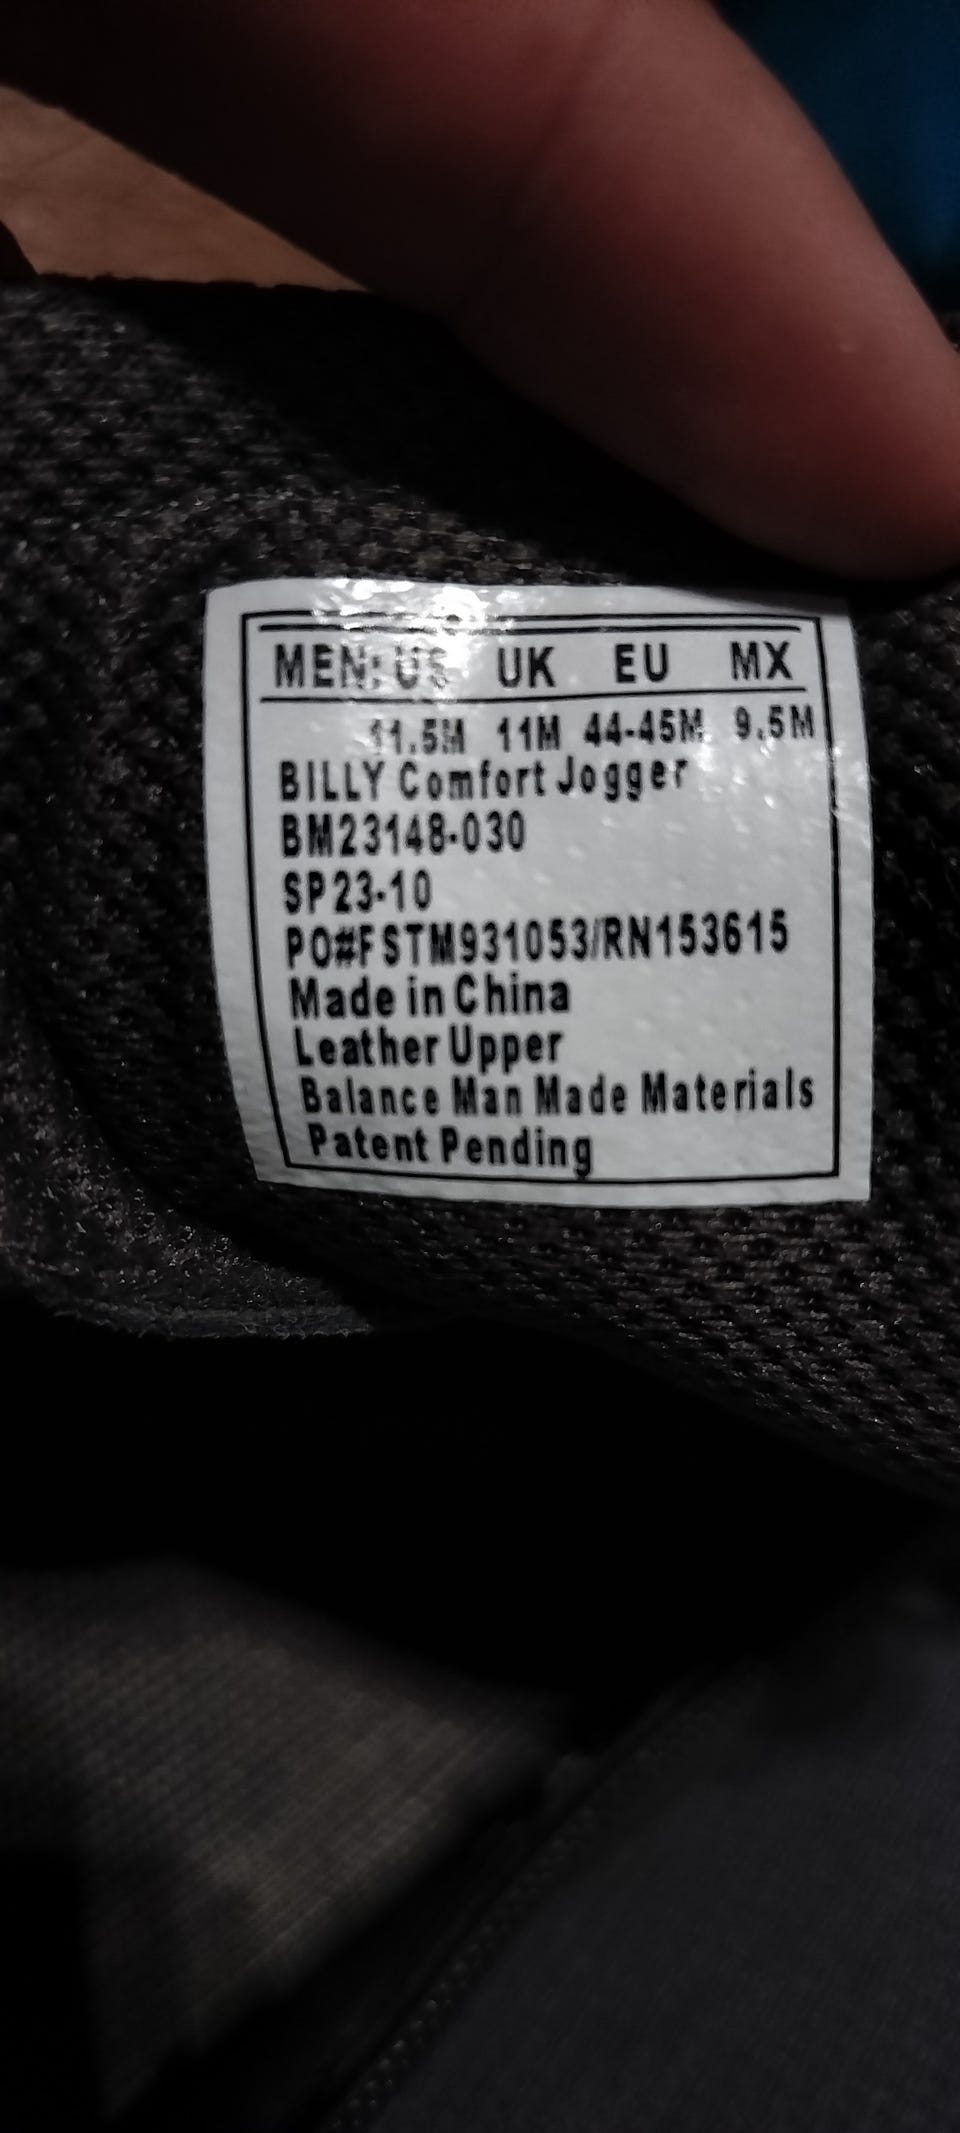 MEN: US UK EU MX
11.5M 11M 44-45M 9.5M
BILLY Comfort Jogger
BM23148-030
SP23-10
PO#FSTM931053/RN153615
Made in China
Leather Upper
Balance Man Made Materials
Patent Pending